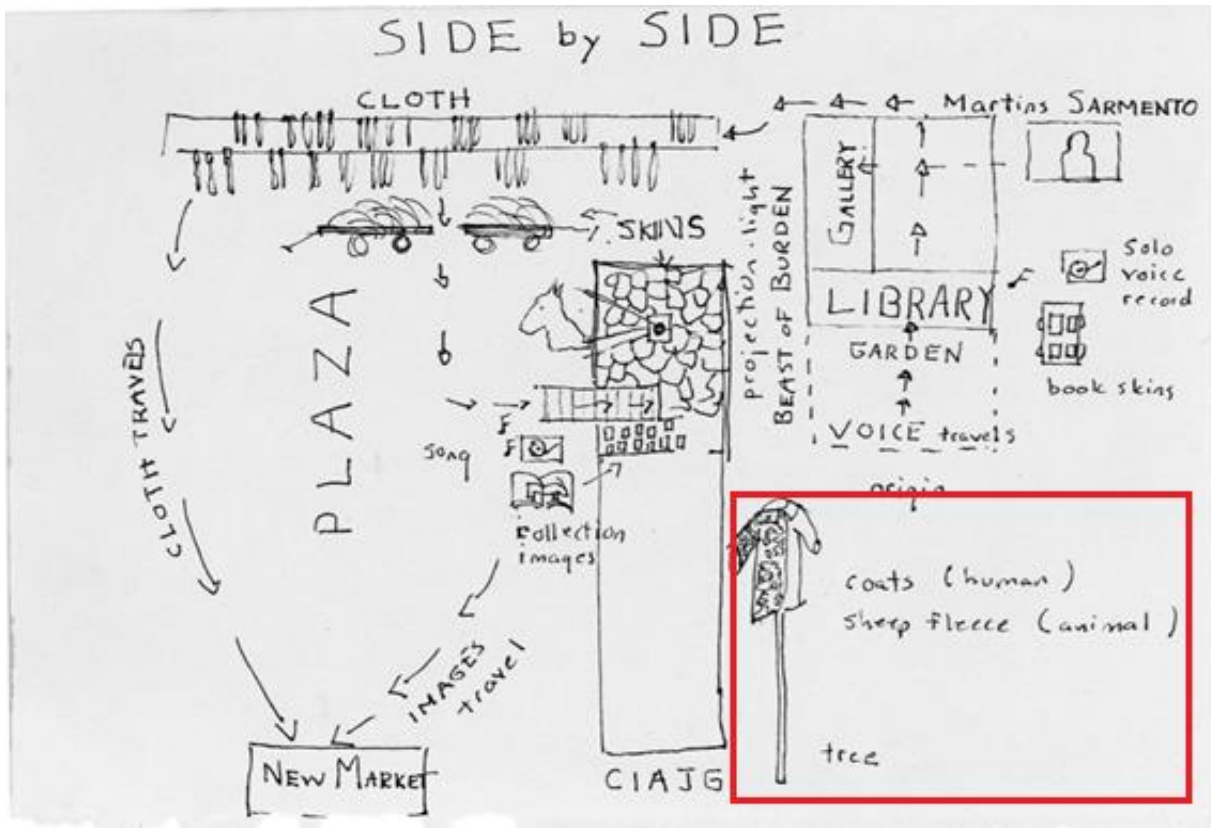 SIDE by SIDE
CLOTH
Martins SARMENTO
GALLERY
SKINS
projection-light
BEAST OF BURDEN
solo
voice
record
LIBRARY
GARDEN
book skins
PLAZA
CLOTH TRAVELS
VOICE travels
song
origin
collection
images
coats (human)
sheep fleece (animal)
IMAGES
travel
tree
NEW MARKET
CIAJG